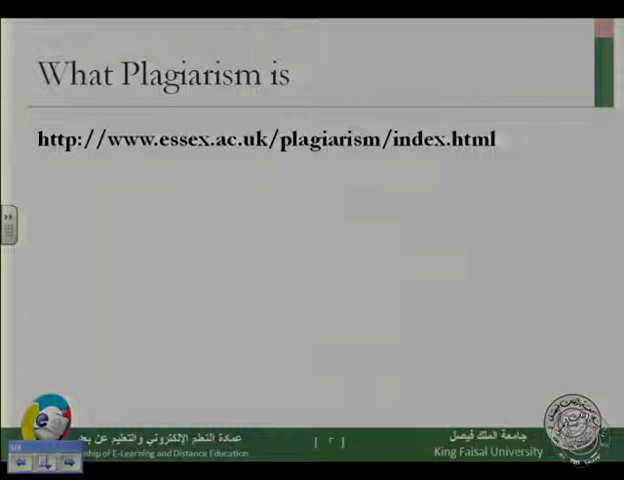 What Plagiarism is
http://www.essex.ac.uk/plagiarism/index.html
عمادة التعلم الإلكتروني والتعليم عن بعد
[ ٢ ]
جامعة الملك فيصل
of E-Learning and Distance Education
King Faisal University